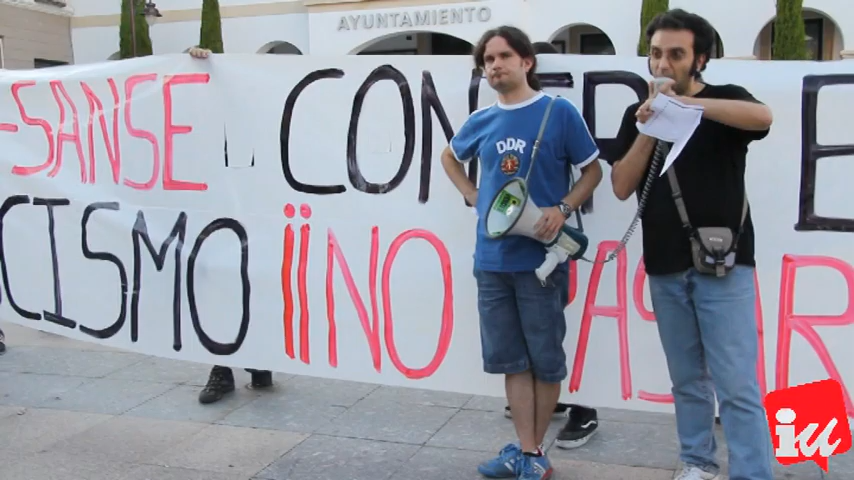 AYUNTAMIENTO
-SANSE CON
CISMO ¡¡NO PASAR
DDR
iu